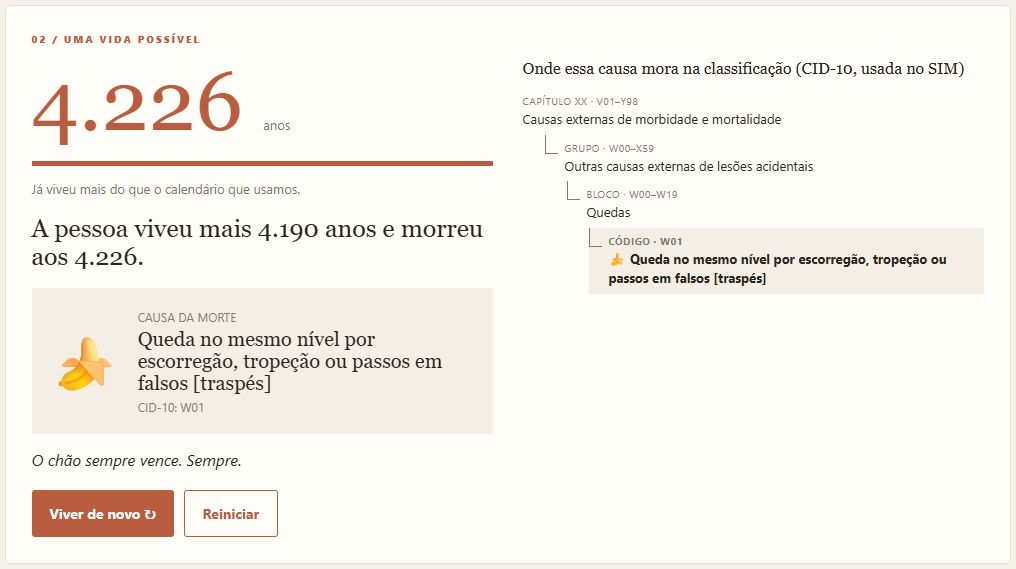 02 / UMA VIDA POSSÍVEL
4.226 anos
Já viveu mais do que o calendário que usamos.
A pessoa viveu mais 4.190 anos e morreu
aos 4.226.
CAUSA DA MORTE
Queda no mesmo nível por
escorregão, tropeção ou passos em
falsos [traspés]
CID-10: W01
O chão sempre vence. Sempre.
Viver de novo ↻
Reiniciar
Onde essa causa mora na classificação (CID-10, usada no SIM)
CAPÍTULO XX · V01–Y98
Causas externas de morbidade e mortalidade
GRUPO · W00–X59
Outras causas externas de lesões acidentais
BLOCO · W00–W19
Quedas
CÓDIGO · W01
🍌 Queda no mesmo nível por escorregão, tropeção ou
passos em falsos [traspés]